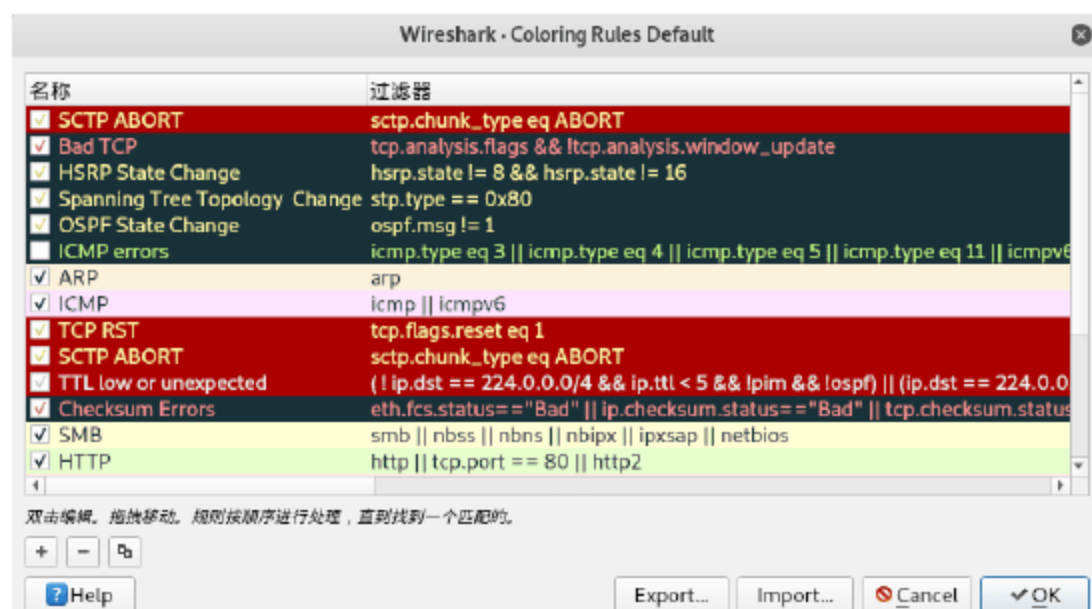 Wireshark · Coloring Rules Default
名称 过滤器
SCTP ABORT sctp.chunk_type eq ABORT
Bad TCP tcp.analysis.flags && !tcp.analysis.window_update
HSRP State Change hsrp.state != 8 && hsrp.state != 16
Spanning Tree Topology Change stp.type == 0x80
OSPF State Change ospf.msg != 1
ICMP errors icmp.type eq 3 || icmp.type eq 4 || icmp.type eq 5 || icmp.type eq 11 || icmpv6
ARP arp
ICMP icmp || icmpv6
TCP RST tcp.flags.reset eq 1
SCTP ABORT sctp.chunk_type eq ABORT
TTL low or unexpected ( ! ip.dst == 224.0.0.0/4 && ip.ttl < 5 && !pim && !ospf) || (ip.dst == 224.0.0
Checksum Errors eth.fcs.status=="Bad" || ip.checksum.status=="Bad" || tcp.checksum.status
SMB smb || nbss || nbns || nbipx || ipxsap || netbios
HTTP http || tcp.port == 80 || http2
双击编辑。拖拽移动。规则按顺序进行处理，直到找到一个匹配的。
Help Export... Import... Cancel OK